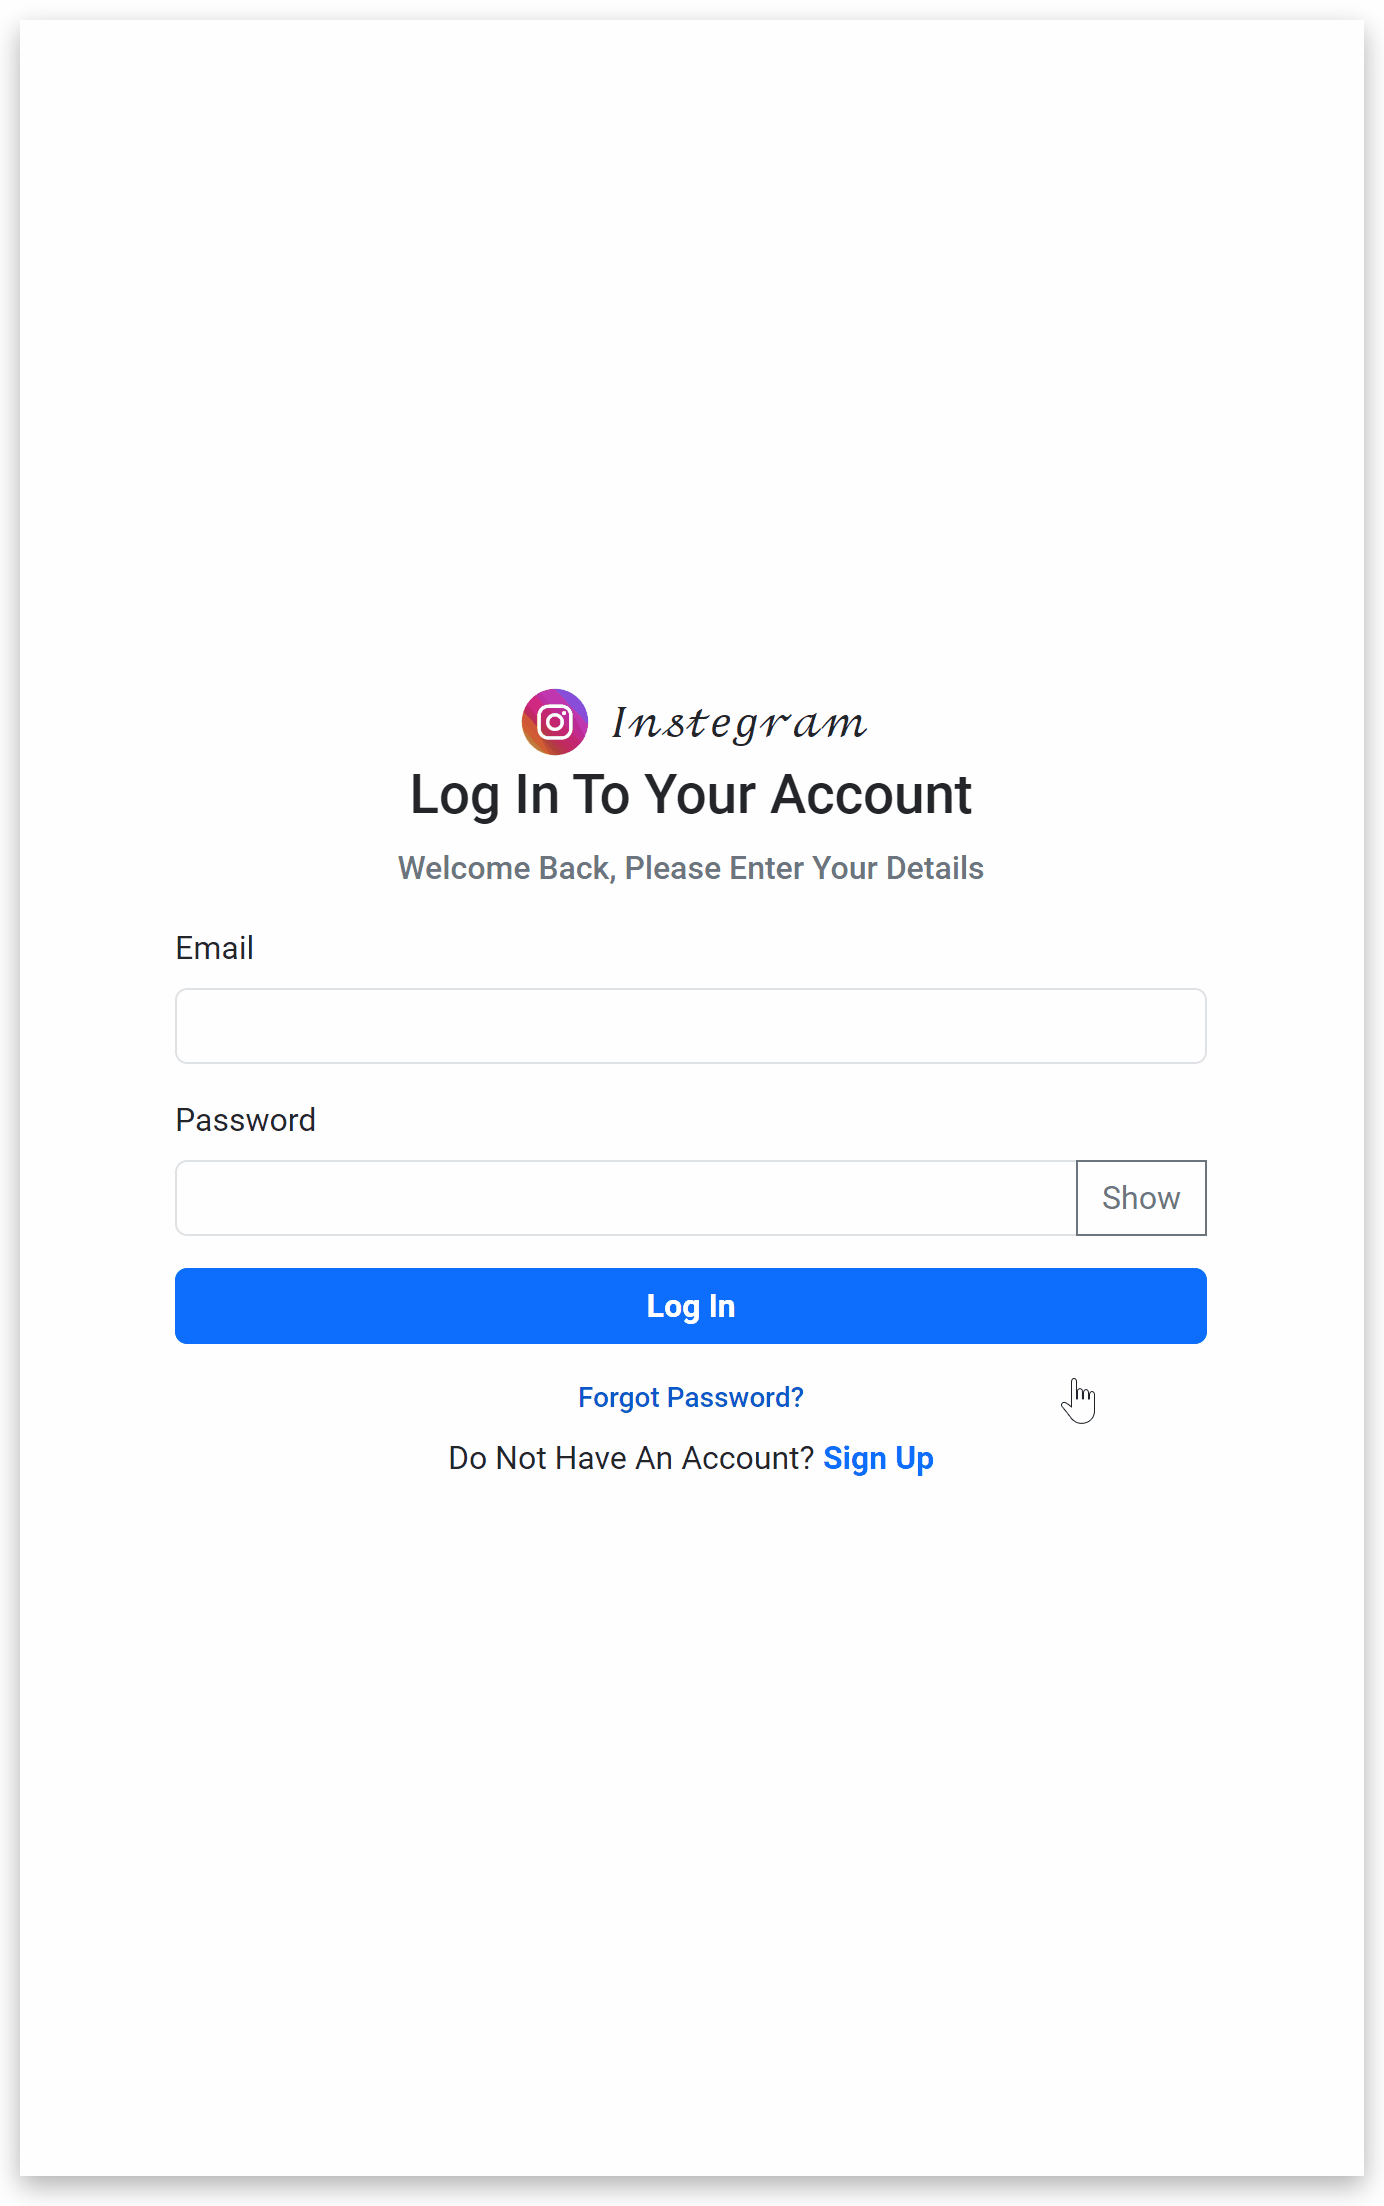 Instegram
Log In To Your Account
Welcome Back, Please Enter Your Details
Email
Password
Show
Log In
Forgot Password?
Do Not Have An Account? Sign Up